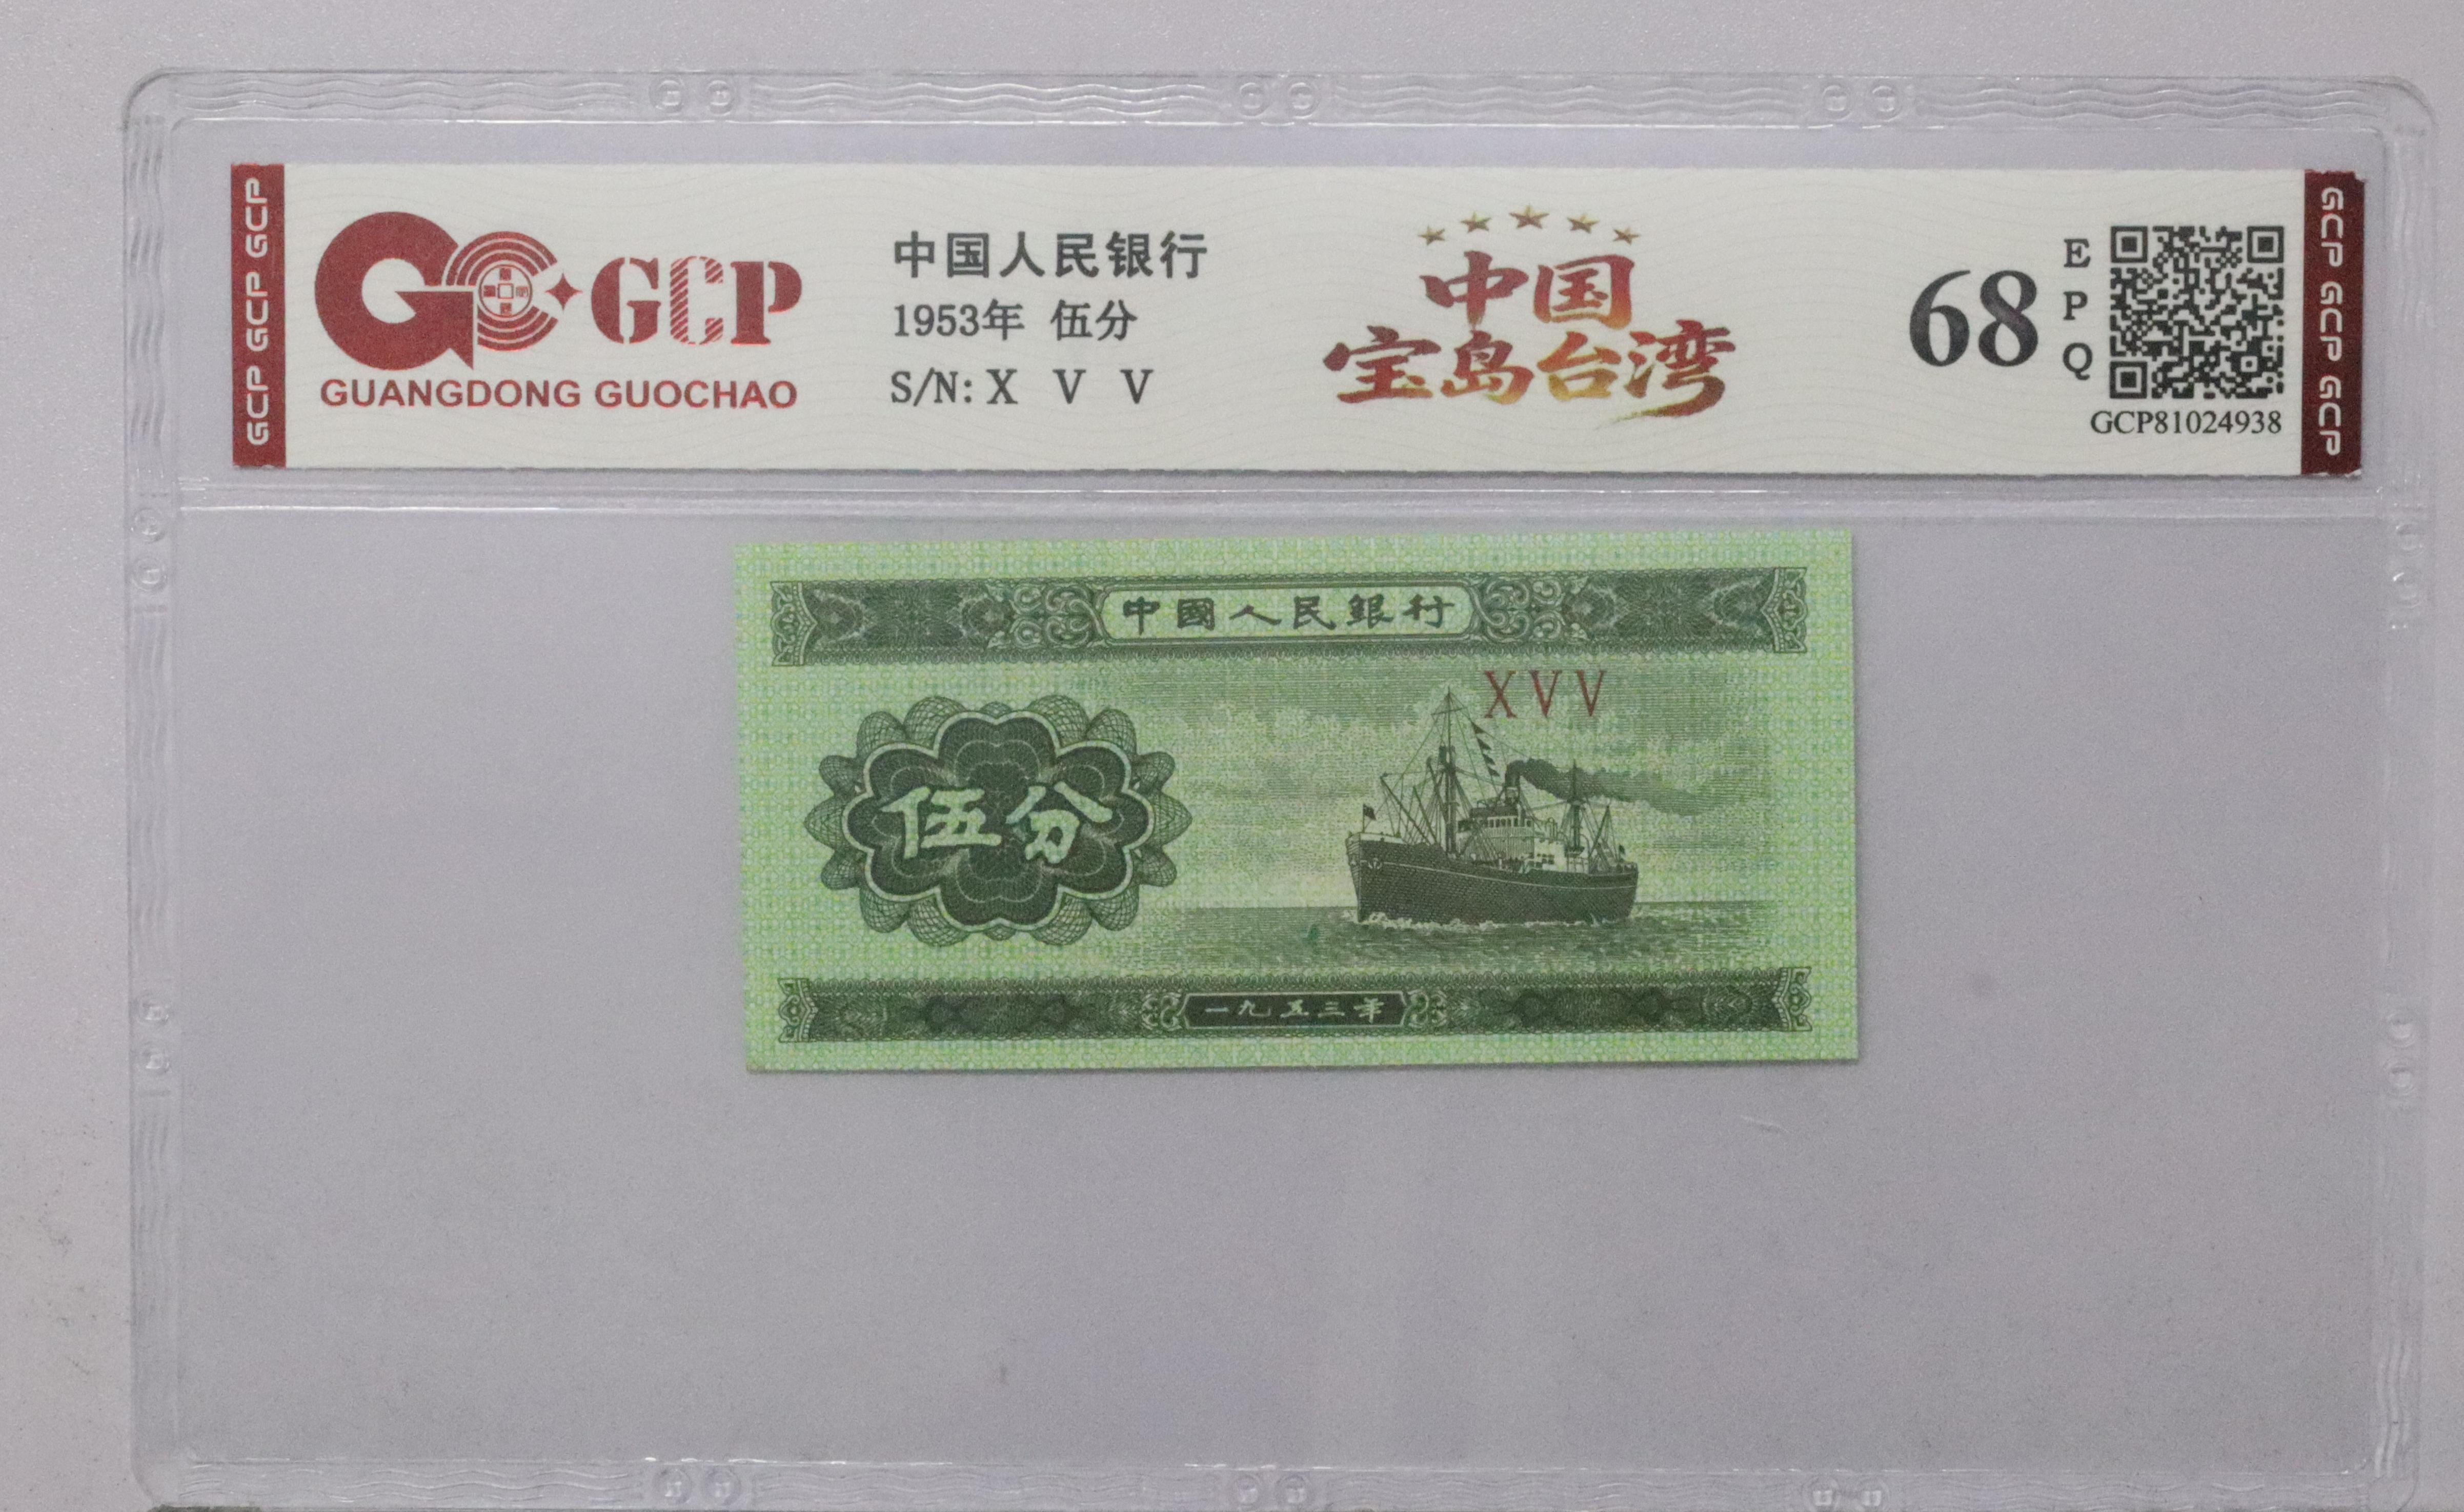 GCP GCP GCP
GCP
GUANGDONG GUOCHAO
中国人民银行
1953年 伍分
S/N: X V V
中国
宝岛台湾
68
E
P
Q
GCP81024938
GCP GCP GCP
中國人民銀行
XVV
伍分
一九五三年